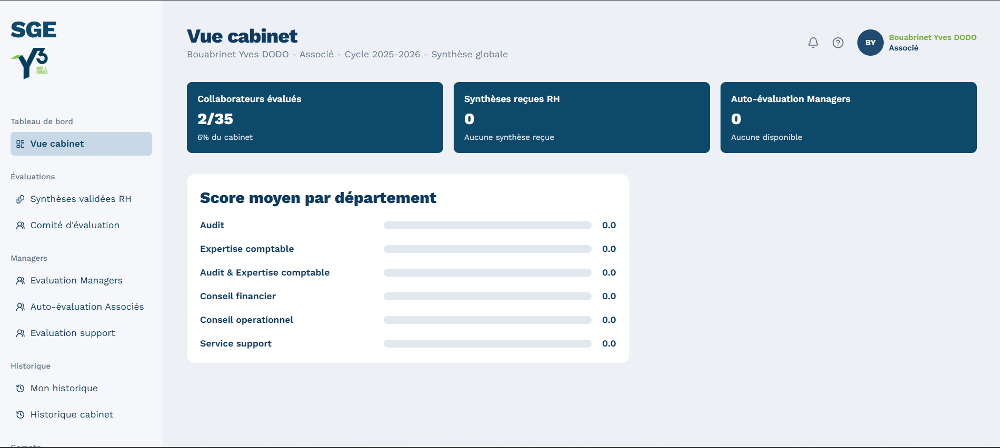 SGE
Y3
AUDIT &
CONSEILS
Tableau de bord
Vue cabinet
Évaluations
Synthèses validées RH
Comité d'évaluation
Managers
Evaluation Managers
Auto-évaluation Associés
Evaluation support
Historique
Mon historique
Historique cabinet
Compte
Vue cabinet
Bouabrinet Yves DODO - Associé - Cycle 2025-2026 - Synthèse globale
BY
Bouabrinet Yves DODO
Associé
Collaborateurs évalués
2/35
6% du cabinet
Synthèses reçues RH
0
Aucune synthèse reçue
Auto-évaluation Managers
0
Aucune disponible
Score moyen par département
Audit 0.0
Expertise comptable 0.0
Audit & Expertise comptable 0.0
Conseil financier 0.0
Conseil operationnel 0.0
Service support 0.0